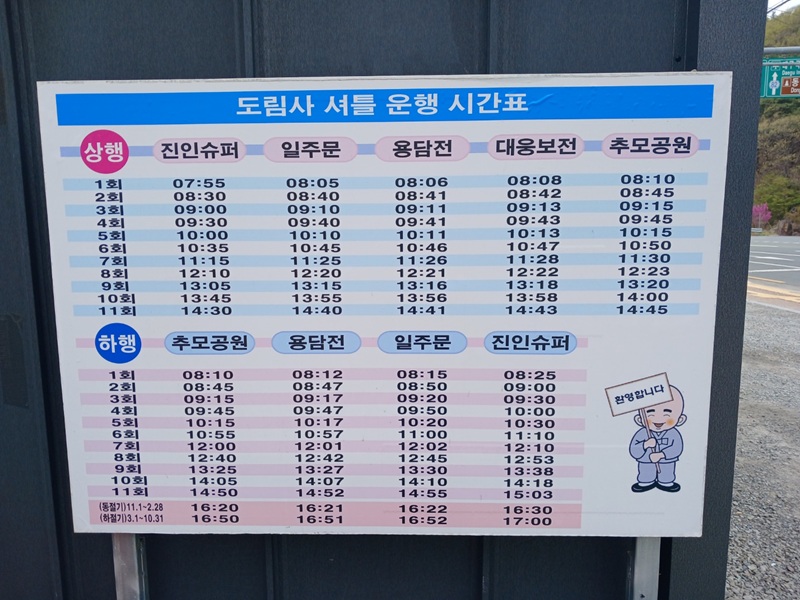 도림사 셔틀 운행 시간표
상행 진인슈퍼 일주문 용담전 대웅보전 추모공원
1회 07:55 08:05 08:06 08:08 08:10
2회 08:30 08:40 08:41 08:42 08:45
3회 09:00 09:10 09:11 09:13 09:15
4회 09:30 09:40 09:41 09:43 09:45
5회 10:00 10:10 10:11 10:13 10:15
6회 10:35 10:45 10:46 10:47 10:50
7회 11:15 11:25 11:26 11:28 11:30
8회 12:10 12:20 12:21 12:22 12:23
9회 13:05 13:15 13:16 13:18 13:20
10회 13:45 13:55 13:56 13:58 14:00
11회 14:30 14:40 14:41 14:43 14:45
하행 추모공원 용담전 일주문 진인슈퍼
1회 08:10 08:12 08:15 08:25
2회 08:45 08:47 08:50 09:00
3회 09:15 09:17 09:20 09:30
4회 09:45 09:47 09:50 10:00
5회 10:15 10:17 10:20 10:30
6회 10:55 10:57 11:00 11:10
7회 12:00 12:01 12:02 12:10
8회 12:40 12:42 12:45 12:53
9회 13:25 13:27 13:30 13:38
10회 14:05 14:07 14:10 14:18
11회 14:50 14:52 14:55 15:03
(동절기)11.1~2.28 16:20 16:21 16:22 16:30
(하절기)3.1~10.31 16:50 16:51 16:52 17:00
환영합니다